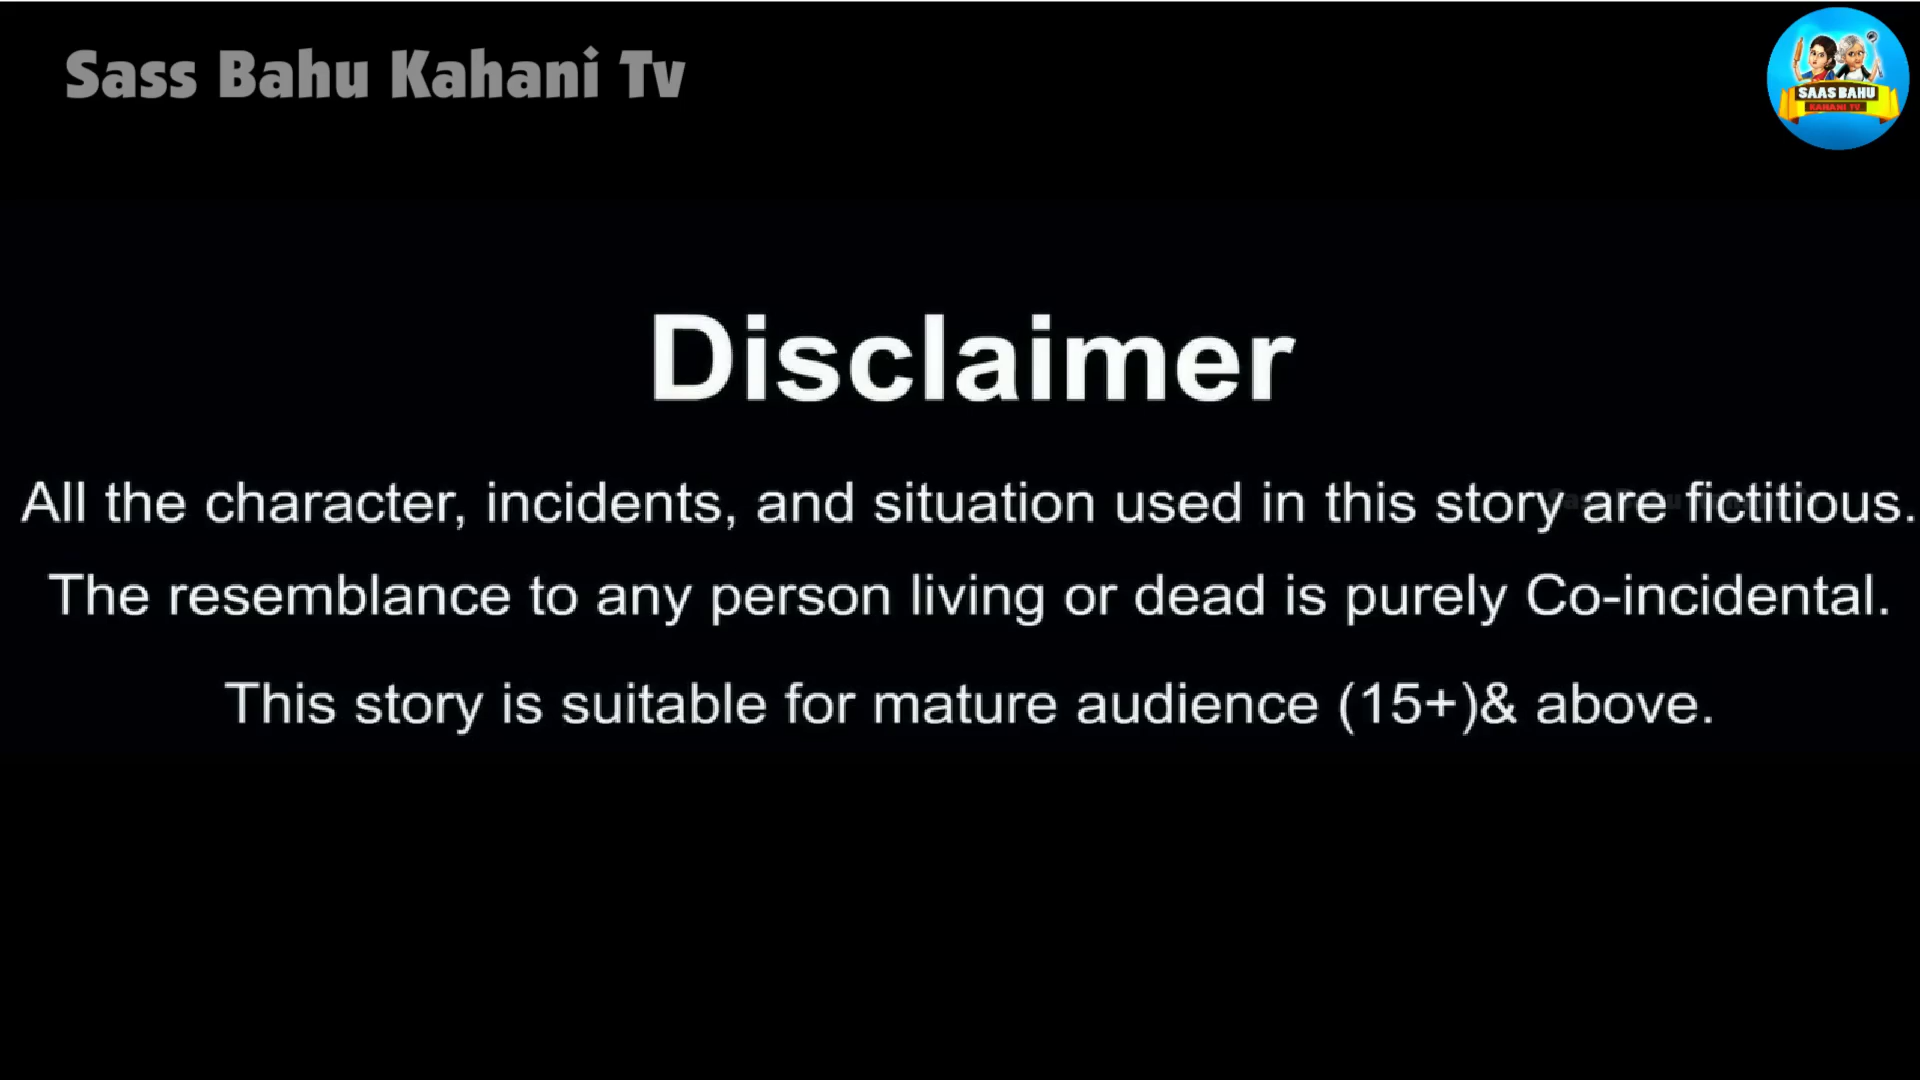 Sass Bahu Kahani Tv
SAAS BAHU
KAHANI TV
Disclaimer
All the character, incidents, and situation used in this story are fictitious.
The resemblance to any person living or dead is purely Co-incidental.
This story is suitable for mature audience (15+)& above.